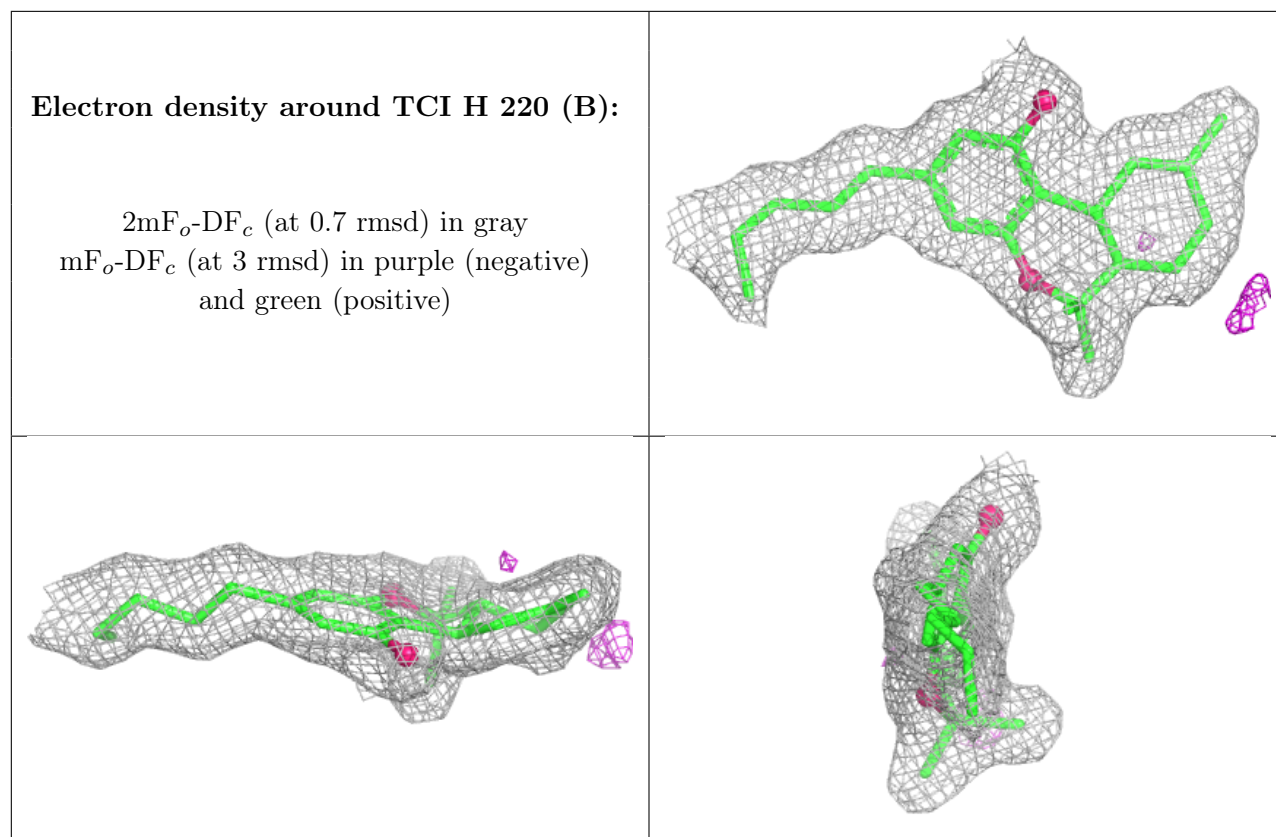 Electron density around TCI H 220 (B):
2mFo-DFc (at 0.7 rmsd) in gray
mFo-DFc (at 3 rmsd) in purple (negative)
and green (positive)